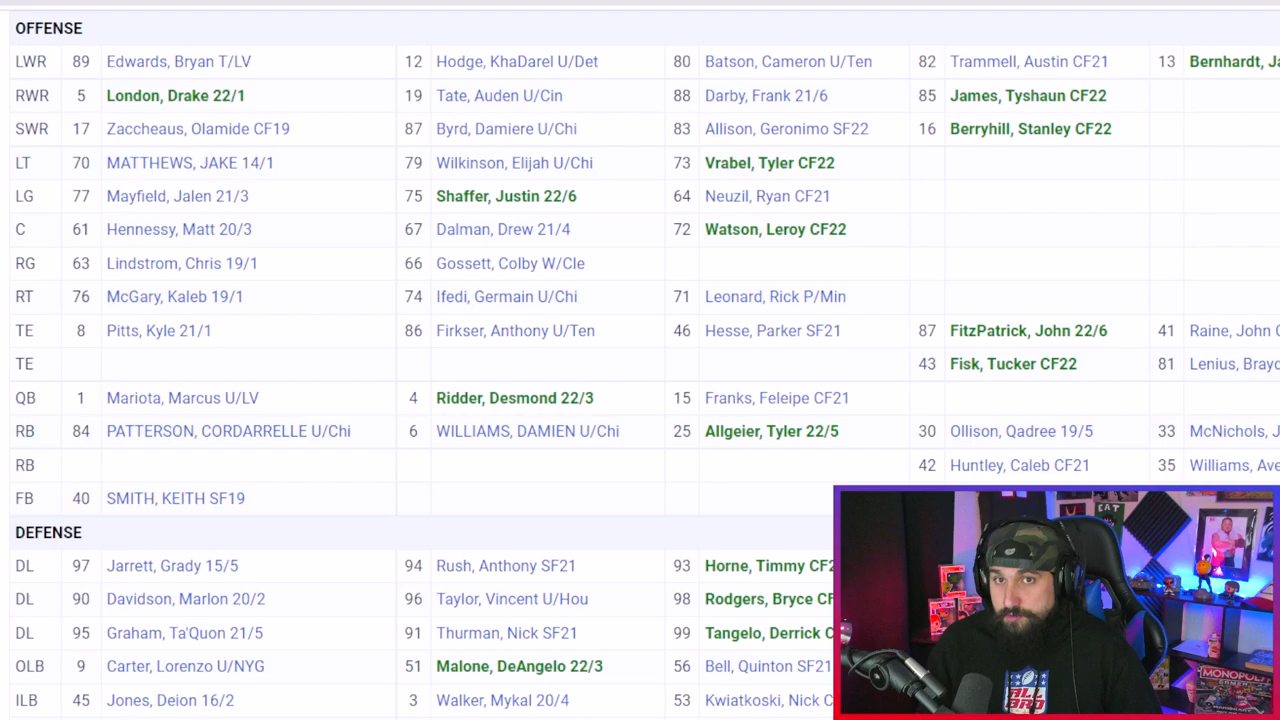 OFFENSE
LWR 89 Edwards, Bryan T/LV 12 Hodge, KhaDarel U/Det 80 Batson, Cameron U/Ten 82 Trammell, Austin CF21 13 Bernhardt, Ja
RWR 5 London, Drake 22/1 19 Tate, Auden U/Cin 88 Darby, Frank 21/6 85 James, Tyshaun CF22
SWR 17 Zaccheaus, Olamide CF19 87 Byrd, Damiere U/Chi 83 Allison, Geronimo SF22 16 Berryhill, Stanley CF22
LT 70 MATTHEWS, JAKE 14/1 79 Wilkinson, Elijah U/Chi 73 Vrabel, Tyler CF22
LG 77 Mayfield, Jalen 21/3 75 Shaffer, Justin 22/6 64 Neuzil, Ryan CF21
C 61 Hennessy, Matt 20/3 67 Dalman, Drew 21/4 72 Watson, Leroy CF22
RG 63 Lindstrom, Chris 19/1 66 Gossett, Colby W/Cle
RT 76 McGary, Kaleb 19/1 74 Ifedi, Germain U/Chi 71 Leonard, Rick P/Min
TE 8 Pitts, Kyle 21/1 86 Firkser, Anthony U/Ten 46 Hesse, Parker SF21 87 FitzPatrick, John 22/6 41 Raine, John
TE 43 Fisk, Tucker CF22 81 Lenius, Brayd
QB 1 Mariota, Marcus U/LV 4 Ridder, Desmond 22/3 15 Franks, Feleipe CF21
RB 84 PATTERSON, CORDARRELLE U/Chi 6 WILLIAMS, DAMIEN U/Chi 25 Allgeier, Tyler 22/5 30 Ollison, Qadree 19/5 33 McNichols, J
RB 42 Huntley, Caleb CF21 35 Williams, Ave
FB 40 SMITH, KEITH SF19
DEFENSE
DL 97 Jarrett, Grady 15/5 94 Rush, Anthony SF21 93 Horne, Timmy CF2
DL 90 Davidson, Marlon 20/2 96 Taylor, Vincent U/Hou 98 Rodgers, Bryce CF
DL 95 Graham, Ta'Quon 21/5 91 Thurman, Nick SF21 99 Tangelo, Derrick C
OLB 9 Carter, Lorenzo U/NYG 51 Malone, DeAngelo 22/3 56 Bell, Quinton SF21
ILB 45 Jones, Deion 16/2 3 Walker, Mykal 20/4 53 Kwiatkoski, Nick C
EAT
ALL
BRO
MONOPOLY